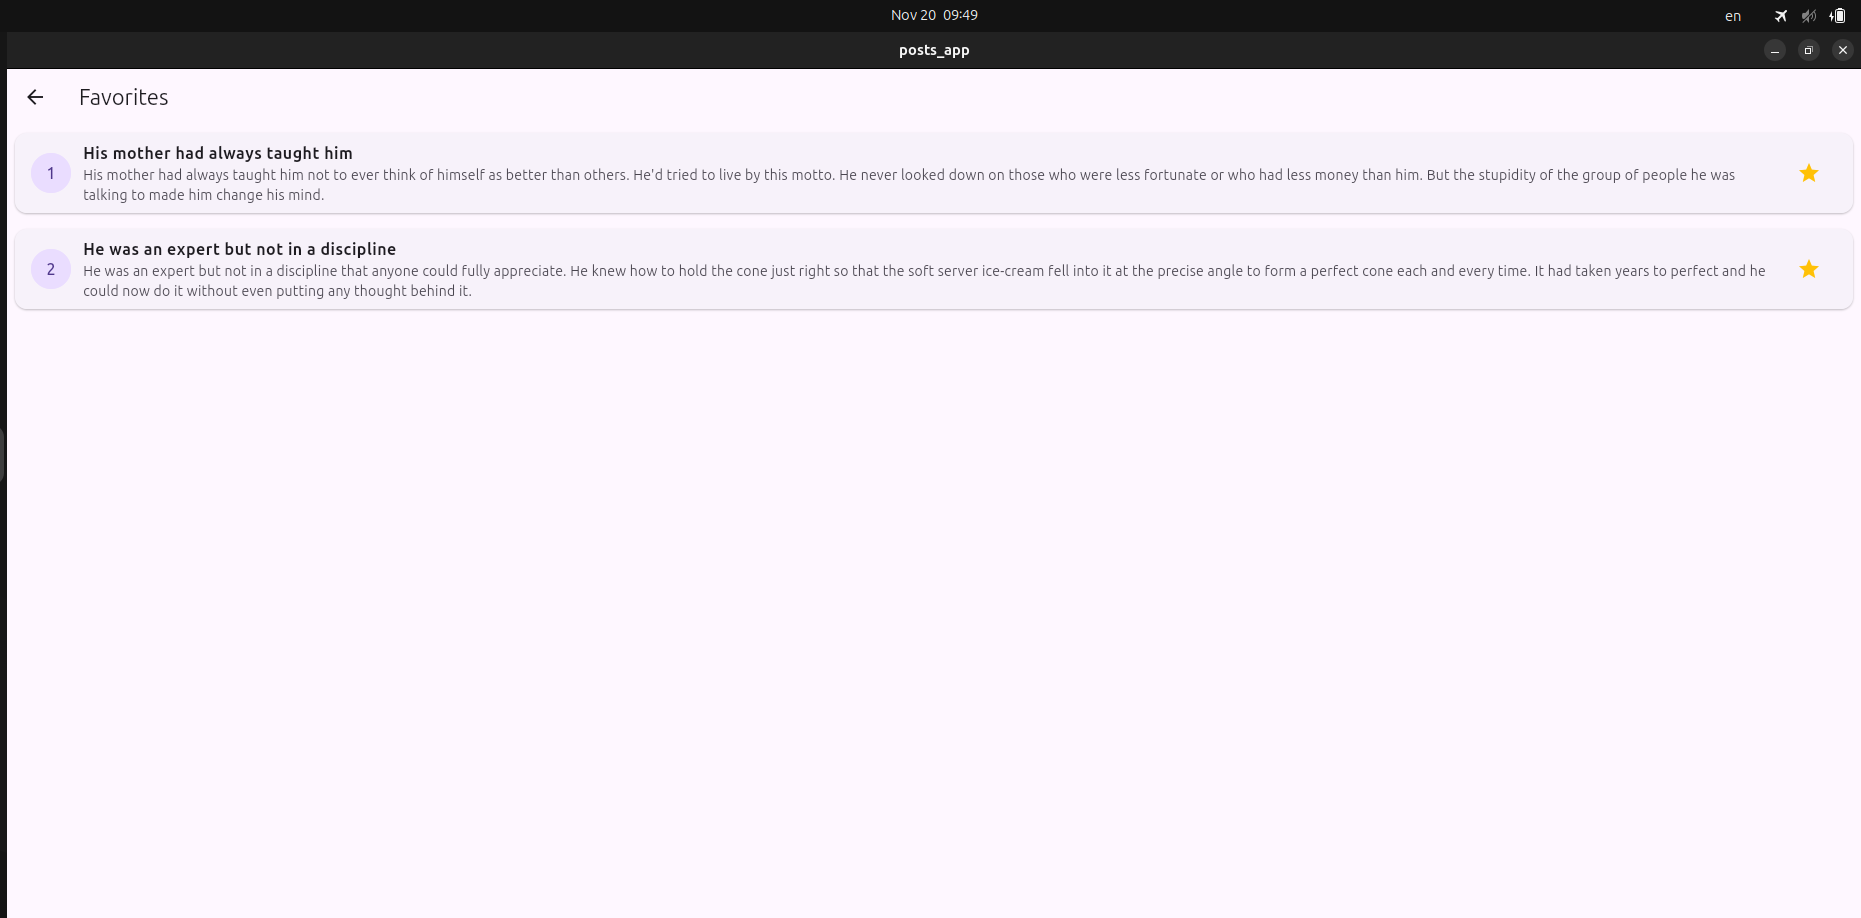 Nov 20 09:49
en
posts_app
Favorites
1
His mother had always taught him
His mother had always taught him not to ever think of himself as better than others. He'd tried to live by this motto. He never looked down on those who were less fortunate or who had less money than him. But the stupidity of the group of people he was
talking to made him change his mind.
2
He was an expert but not in a discipline
He was an expert but not in a discipline that anyone could fully appreciate. He knew how to hold the cone just right so that the soft server ice-cream fell into it at the precise angle to form a perfect cone each and every time. It had taken years to perfect and he
could now do it without even putting any thought behind it.